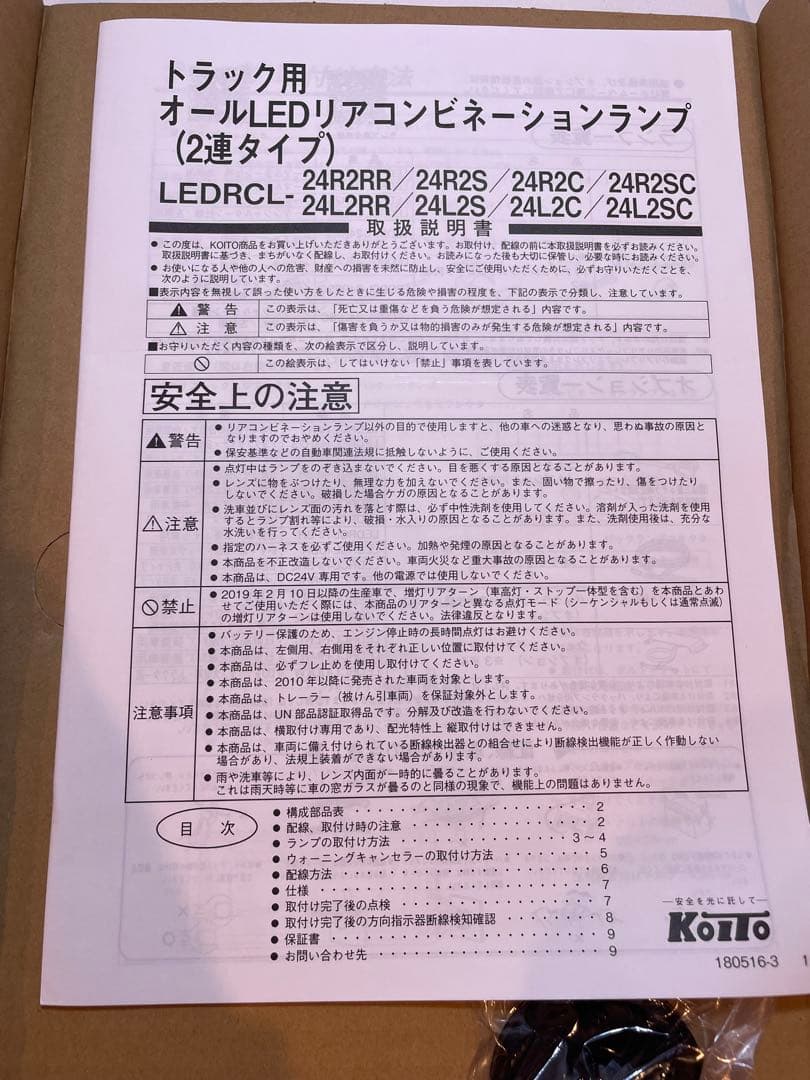 トラック用
オールLEDリアコンビネーションランプ
(2連タイプ)
LEDRCL- 24R2RR/24R2S/24R2C/24R2SC
24L2RR/24L2S/24L2C/24L2SC
取扱説明書
● この度は、KOITO商品をお買い上げいただきありがとうございます。お取付け、配線の前に本取扱説明書を必ずお読みください。
取扱説明書に基づき、まちがいなく配線し、お取付けください。お読みになった後も大切に保管し、必要な時にお読みください。
● お使いになる人や他の人への危害、財産への損害を未然に防止し、安全にご使用いただくために、必ずお守りいただくことを、
次のように説明しています。
■表示内容を無視して誤った使い方をしたときに生じる危険や損害の程度を、下記の表示で分類し、注意しています。
⚠ 警告 この表示は、「死亡又は重傷などを負う危険が想定される」内容です。
⚠ 注意 この表示は、「傷害を負うか又は物的損害のみが発生する危険が想定される」内容です。
■お守りいただく内容の種類を、次の絵表示で区分し、説明しています。
この絵表示は、してはいけない「禁止」事項を表しています。
安全上の注意
⚠警告
● リアコンビネーションランプ以外の目的で使用しますと、他の車への迷惑となり、思わぬ事故の原因と
なりますのでおやめください。
● 保安基準などの自動車関連法規に抵触しないように、ご使用ください。
⚠注意
● 点灯中はランプをのぞき込まないでください。目を悪くする原因となることがあります。
● レンズに物をぶつけたり、無理な力を加えないでください。また、固い物で擦ったり、傷をつけたり
しないでください。破損した場合ケガの原因となることがあります。
● 洗車並びにレンズ面の汚れを落とす際は、必ず中性洗剤を使用してください。溶剤が入った洗剤を使用
するとランプ割れ等により、破損・水入りの原因となることがあります。また、洗剤使用後は、充分な
水洗いを行ってください。
● 指定のハーネスを必ずご使用ください。加熱や発煙の原因となることがあります。
● 本商品を不正改造しないでください。車両火災など重大事故の原因となることがあります。
● 本商品は、DC24V 専用です。他の電源では使用しないでください。
禁止
● 2019年2月10日以降の生産車で、増灯リアターン(車高灯・ストップ一体型を含む)を本商品とあわ
せてご使用いただく際には、本商品のリアターンと異なる点灯モード(シーケンシャルもしくは通常点滅)
の増灯リアターンは使用しないでください。法律違反となります。
注意事項
● バッテリー保護のため、エンジン停止時の長時間点灯はお避けください。
● 本商品は、左側用、右側用をそれぞれ正しい位置に取付けてください。
● 本商品は、必ずフレ止めを使用し取付けてください。
● 本商品は、2010年以降に発売された車両を対象とします。
● 本商品は、トレーラー(被けん引車両)を保証対象外とします。
● 本商品は、UN部品認証取得品です。分解及び改造を行わないでください。
● 本商品は、横取付け専用であり、配光特性上 縦取付けはできません。
● 本商品は、車両に備え付けられている断線検出器との組合せにより断線検出機能が正しく作動しない
場合があり、法規上装着ができない場合があります。
● 雨や洗車等により、レンズ内面が一時的に曇ることがあります。
これは雨天時等に車の窓ガラスが曇るのと同様の現象で、機能上の問題はありません。
目次
● 構成部品表 ・・・・・・・・・・・・・・・・・ 2
● 配線、取付け時の注意 ・・・・・・・・・・・・ 2
● ランプの取付け方法 ・・・・・・・・・・・・ 3〜4
● ウォーニングキャンセラーの取付け方法 ・・・・・・ 5
● 配線方法 ・・・・・・・・・・・・・・・・・・ 6
● 仕様 ・・・・・・・・・・・・・・・・・・・・ 7
● 取付け完了後の点検 ・・・・・・・・・・・・・ 7
● 取付け完了後の方向指示器断線検知確認 ・・・・・・ 8
● 保証書 ・・・・・・・・・・・・・・・・・・・ 9
● お問い合わせ先 ・・・・・・・・・・・・・・・ 9
―安全を光に託して―
KOITO
180516-3 1